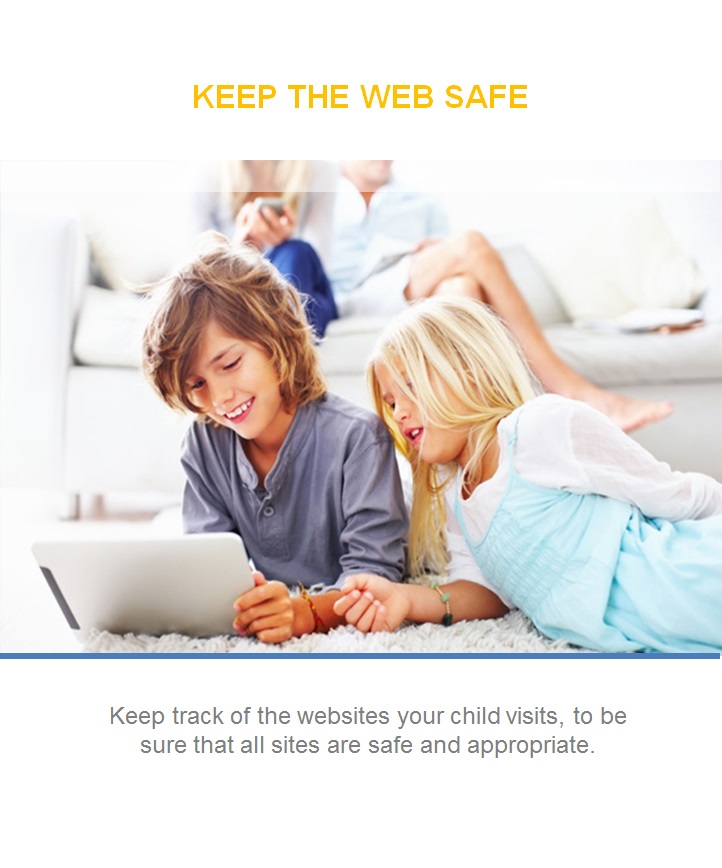 KEEP THE WEB SAFE
Keep track of the websites your child visits, to be
sure that all sites are safe and appropriate.